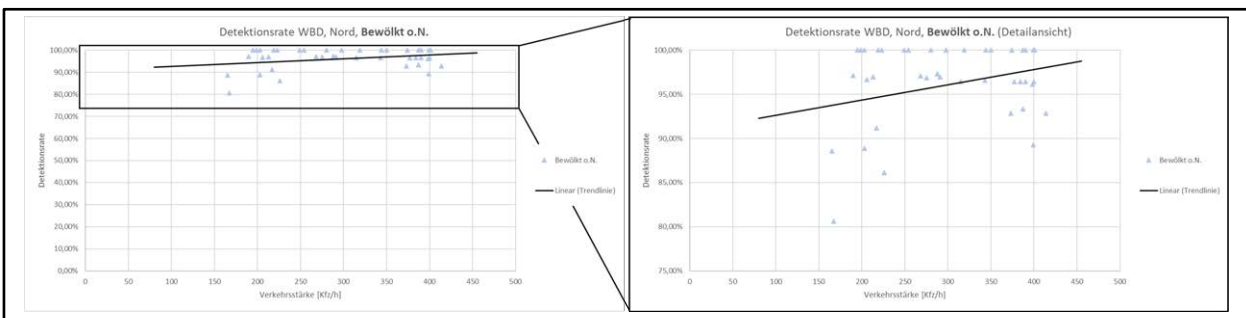 Detektionsrate WBD, Nord, Bewölkt o.N.
100,00%
90,00%
80,00%
70,00%
60,00%
50,00%
40,00%
30,00%
20,00%
10,00%
0,00%
Detektionsrate
0 50 100 150 200 250 300 350 400 450 500
Verkehrsstärke [Kfz/h]
Bewölkt o.N.
Linear (Trendlinie)
Detektionsrate WBD, Nord, Bewölkt o.N. (Detailansicht)
100,00%
95,00%
90,00%
85,00%
80,00%
75,00%
Detektionsrate
0 50 100 150 200 250 300 350 400 450 500
Verkehrsstärke [Kfz/h]
Bewölkt o.N.
Linear (Trendlinie)